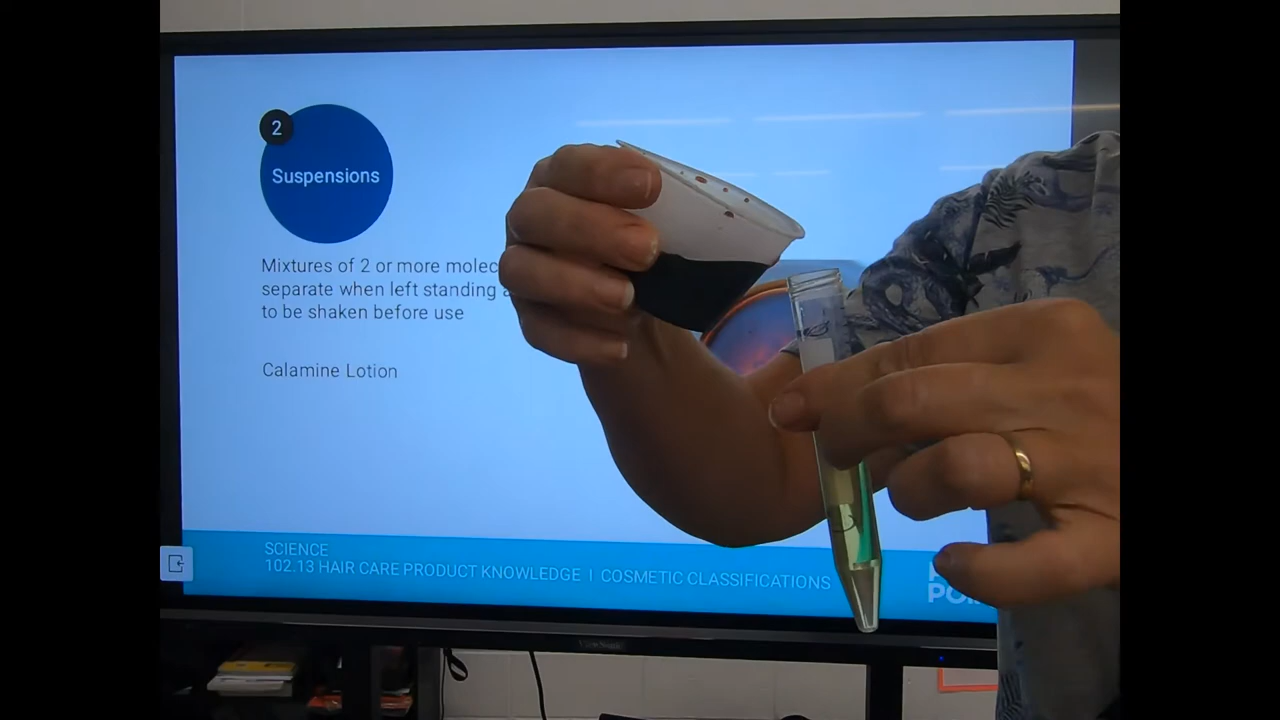 2
Suspensions
Mixtures of 2 or more molec
separate when left standing
to be shaken before use
Calamine Lotion
SCIENCE
102.13 HAIR CARE PRODUCT KNOWLEDGE | COSMETIC CLASSIFICATIONS
ViewSonic